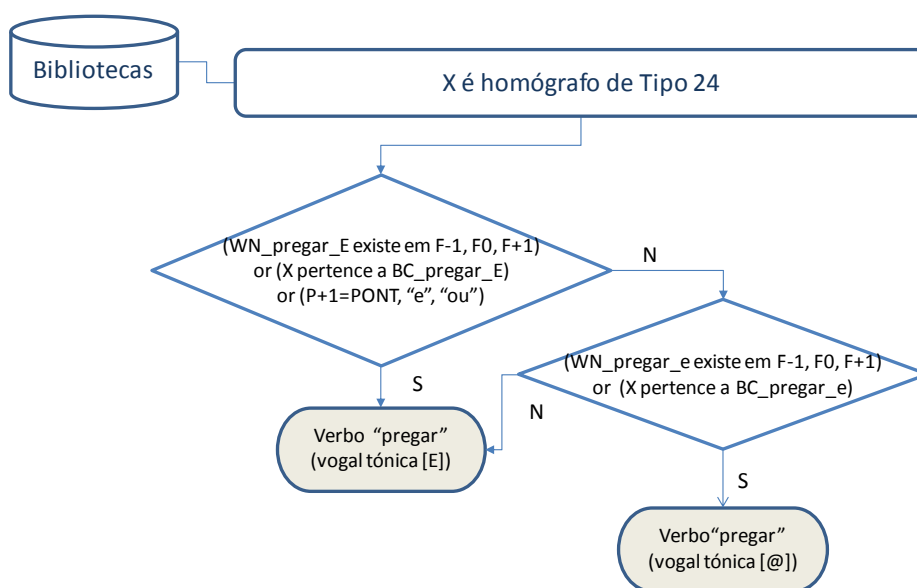 Bibliotecas
X é homógrafo de Tipo 24
(WN_pregar_E existe em F-1, F0, F+1)
or (X pertence a BC_pregar_E)
or (P+1=PONT, “e”, “ou”)
N
(WN_pregar_e existe em F-1, F0, F+1)
or (X pertence a BC_pregar_e)
S
N
Verbo “pregar”
(vogal tónica [E])
S
Verbo“pregar”
(vogal tónica [@])